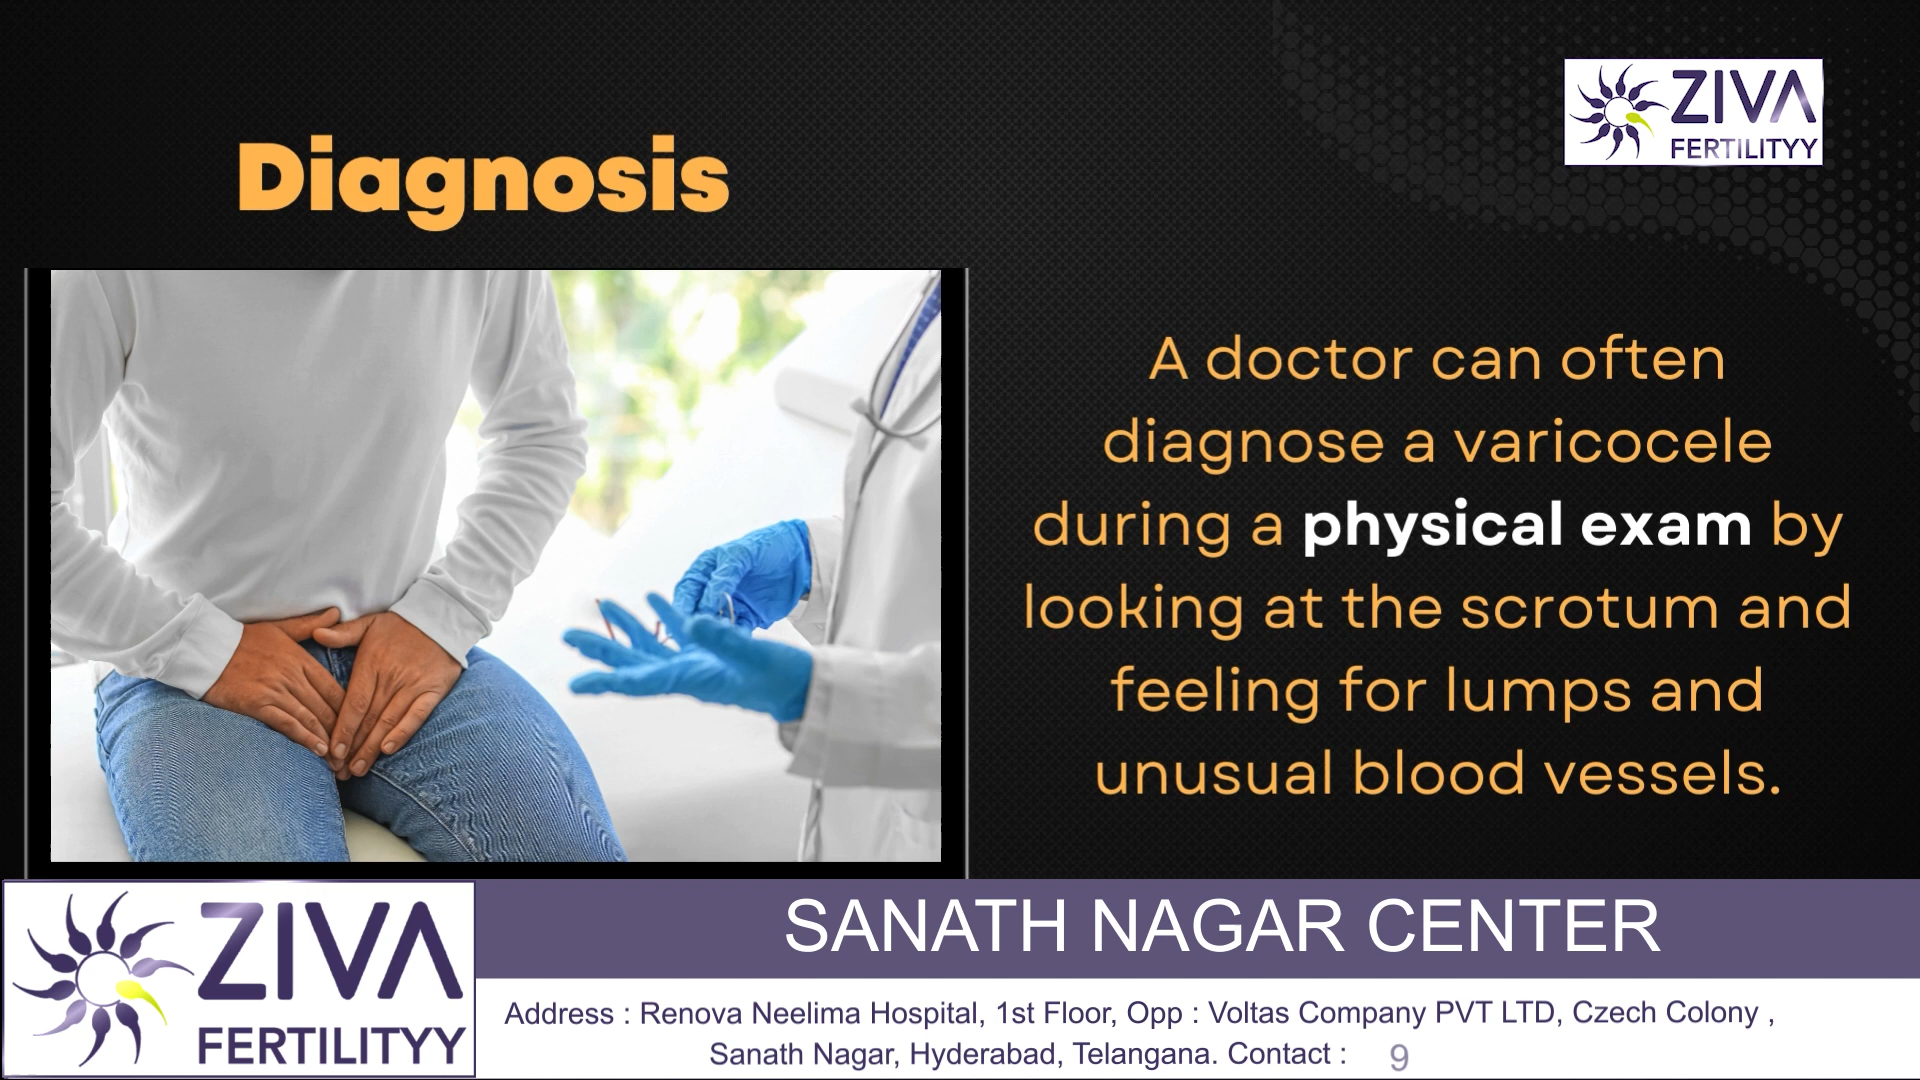 ZIVA
FERTILITYY
Diagnosis
A doctor can often
diagnose a varicocele
during a physical exam by
looking at the scrotum and
feeling for lumps and
unusual blood vessels.
ZIVA
FERTILITYY
SANATH NAGAR CENTER
Address : Renova Neelima Hospital, 1st Floor, Opp : Voltas Company PVT LTD, Czech Colony ,
Sanath Nagar, Hyderabad, Telangana. Contact : 9